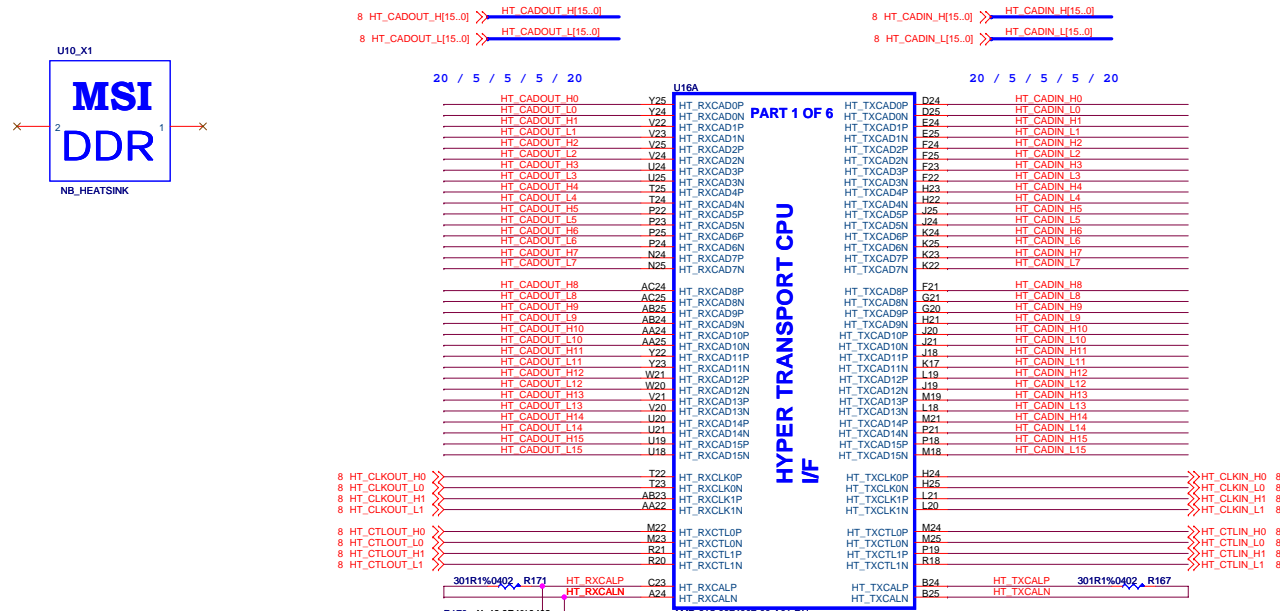 8 HT_CADOUT_H[15..0] HT_CADOUT_H[15..0]
8 HT_CADOUT_L[15..0] HT_CADOUT_L[15..0]
8 HT_CADIN_H[15..0] HT_CADIN_H[15..0]
8 HT_CADIN_L[15..0] HT_CADIN_L[15..0]
U10_X1
MSI
DDR
2 1
NB_HEATSINK
20 / 5 / 5 / 5 / 20
20 / 5 / 5 / 5 / 20
U16A
PART 1 OF 6
HYPER TRANSPORT CPU
I/F
HT_CADOUT_H0 Y25 HT_RXCAD0P HT_TXCAD0P D24 HT_CADIN_H0
HT_CADOUT_L0 Y24 HT_RXCAD0N HT_TXCAD0N D25 HT_CADIN_L0
HT_CADOUT_H1 V22 HT_RXCAD1P HT_TXCAD1P E24 HT_CADIN_H1
HT_CADOUT_L1 V23 HT_RXCAD1N HT_TXCAD1N E25 HT_CADIN_L1
HT_CADOUT_H2 V25 HT_RXCAD2P HT_TXCAD2P F24 HT_CADIN_H2
HT_CADOUT_L2 V24 HT_RXCAD2N HT_TXCAD2N F25 HT_CADIN_L2
HT_CADOUT_H3 U24 HT_RXCAD3P HT_TXCAD3P F23 HT_CADIN_H3
HT_CADOUT_L3 U25 HT_RXCAD3N HT_TXCAD3N F22 HT_CADIN_L3
HT_CADOUT_H4 T25 HT_RXCAD4P HT_TXCAD4P H23 HT_CADIN_H4
HT_CADOUT_L4 T24 HT_RXCAD4N HT_TXCAD4N H22 HT_CADIN_L4
HT_CADOUT_H5 P22 HT_RXCAD5P HT_TXCAD5P J25 HT_CADIN_H5
HT_CADOUT_L5 P23 HT_RXCAD5N HT_TXCAD5N J24 HT_CADIN_L5
HT_CADOUT_H6 P25 HT_RXCAD6P HT_TXCAD6P K24 HT_CADIN_H6
HT_CADOUT_L6 P24 HT_RXCAD6N HT_TXCAD6N K25 HT_CADIN_L6
HT_CADOUT_H7 N24 HT_RXCAD7P HT_TXCAD7P K23 HT_CADIN_H7
HT_CADOUT_L7 N25 HT_RXCAD7N HT_TXCAD7N K22 HT_CADIN_L7
HT_CADOUT_H8 AC24 HT_RXCAD8P HT_TXCAD8P F21 HT_CADIN_H8
HT_CADOUT_L8 AC25 HT_RXCAD8N HT_TXCAD8N G21 HT_CADIN_L8
HT_CADOUT_H9 AB25 HT_RXCAD9P HT_TXCAD9P G20 HT_CADIN_H9
HT_CADOUT_L9 AB24 HT_RXCAD9N HT_TXCAD9N H21 HT_CADIN_L9
HT_CADOUT_H10 AA24 HT_RXCAD10P HT_TXCAD10P J20 HT_CADIN_H10
HT_CADOUT_L10 AA25 HT_RXCAD10N HT_TXCAD10N J21 HT_CADIN_L10
HT_CADOUT_H11 Y22 HT_RXCAD11P HT_TXCAD11P J18 HT_CADIN_H11
HT_CADOUT_L11 Y23 HT_RXCAD11N HT_TXCAD11N K17 HT_CADIN_L11
HT_CADOUT_H12 W21 HT_RXCAD12P HT_TXCAD12P L19 HT_CADIN_H12
HT_CADOUT_L12 W20 HT_RXCAD12N HT_TXCAD12N J19 HT_CADIN_L12
HT_CADOUT_H13 V21 HT_RXCAD13P HT_TXCAD13P M19 HT_CADIN_H13
HT_CADOUT_L13 V20 HT_RXCAD13N HT_TXCAD13N L18 HT_CADIN_L13
HT_CADOUT_H14 U20 HT_RXCAD14P HT_TXCAD14P M21 HT_CADIN_H14
HT_CADOUT_L14 U21 HT_RXCAD14N HT_TXCAD14N P21 HT_CADIN_L14
HT_CADOUT_H15 U19 HT_RXCAD15P HT_TXCAD15P P18 HT_CADIN_H15
HT_CADOUT_L15 U18 HT_RXCAD15N HT_TXCAD15N M18 HT_CADIN_L15
8 HT_CLKOUT_H0 T22 HT_RXCLK0P HT_TXCLK0P H24 HT_CLKIN_H0 8
8 HT_CLKOUT_L0 T23 HT_RXCLK0N HT_TXCLK0N H25 HT_CLKIN_L0 8
8 HT_CLKOUT_H1 AB23 HT_RXCLK1P HT_TXCLK1P L21 HT_CLKIN_H1 8
8 HT_CLKOUT_L1 AA22 HT_RXCLK1N HT_TXCLK1N L20 HT_CLKIN_L1 8
8 HT_CTLOUT_H0 M22 HT_RXCTL0P HT_TXCTL0P M24 HT_CTLIN_H0 8
8 HT_CTLOUT_L0 M23 HT_RXCTL0N HT_TXCTL0N M25 HT_CTLIN_L0 8
8 HT_CTLOUT_H1 R21 HT_RXCTL1P HT_TXCTL1P P19 HT_CTLIN_H1 8
8 HT_CTLOUT_L1 R20 HT_RXCTL1N HT_TXCTL1N R18 HT_CTLIN_L1 8
301R1%0402 R171 HT_RXCALP C23 HT_RXCALP HT_TXCALP B24 HT_TXCALP 301R1%0402 R167
HT_RXCALN A24 HT_RXCALN HT_TXCALN B25 HT_TXCALN